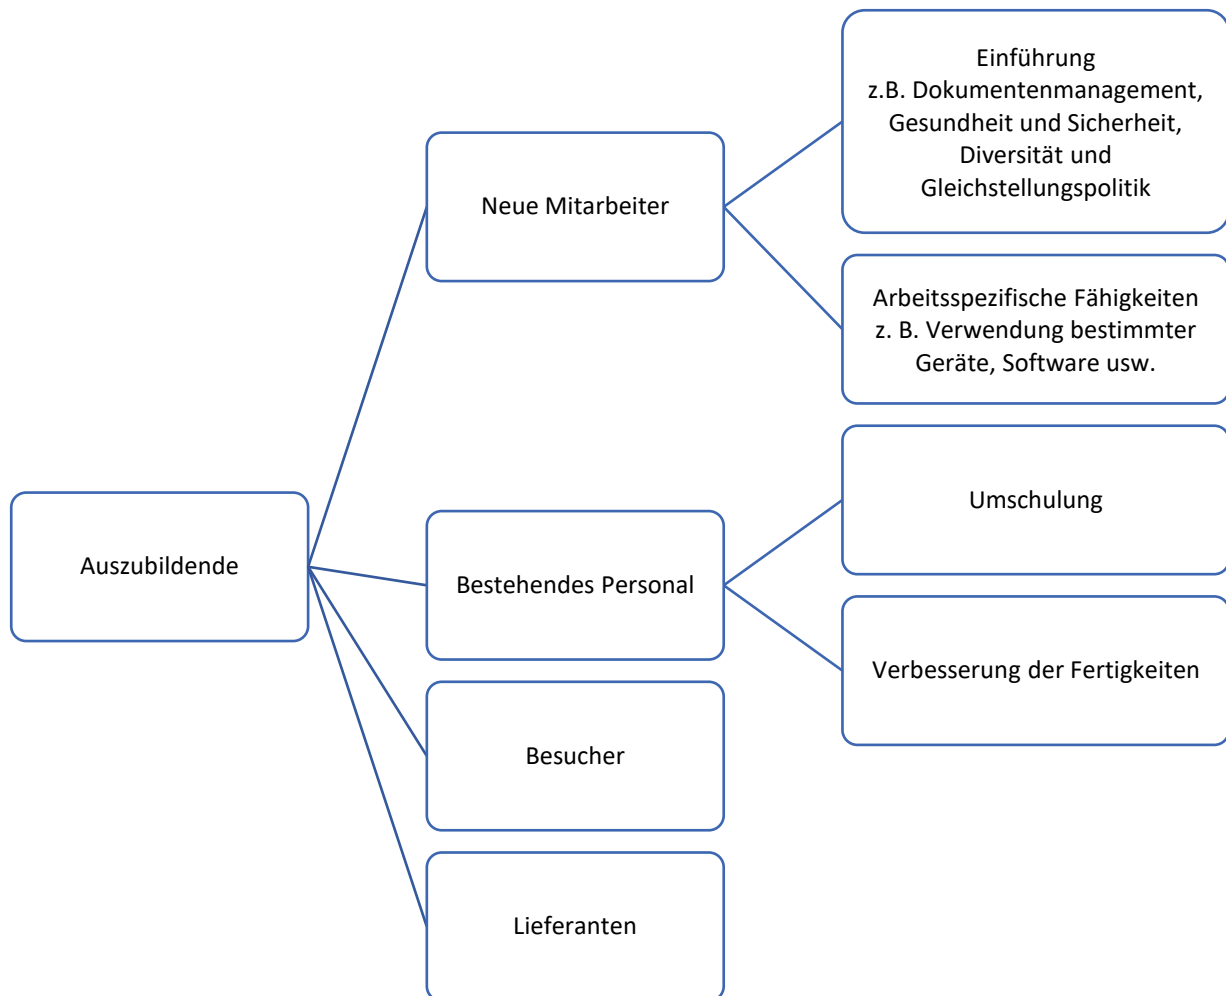 Auszubildende
Neue Mitarbeiter
Einführung
z.B. Dokumentenmanagement,
Gesundheit und Sicherheit,
Diversität und
Gleichstellungspolitik
Arbeitsspezifische Fähigkeiten
z. B. Verwendung bestimmter
Geräte, Software usw.
Bestehendes Personal
Umschulung
Verbesserung der Fertigkeiten
Besucher
Lieferanten